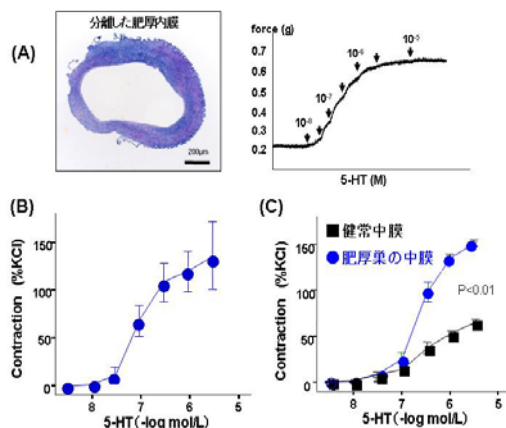 (A)
分離した肥厚内膜
200μm
force (g)
0.7
0.6
0.5
0.4
0.3
0.2
10⁻⁸
10⁻⁷
10⁻⁶
10⁻⁵
5-HT (M)
(B)
Contraction (%KCl)
150
100
50
0
8
7
6
5
5-HT(-log mol/L)
(C)
健常中膜
肥厚巣の中膜
P<0.01
Contraction (%KCl)
150
100
50
0
8
7
6
5
5-HT(-log mol/L)